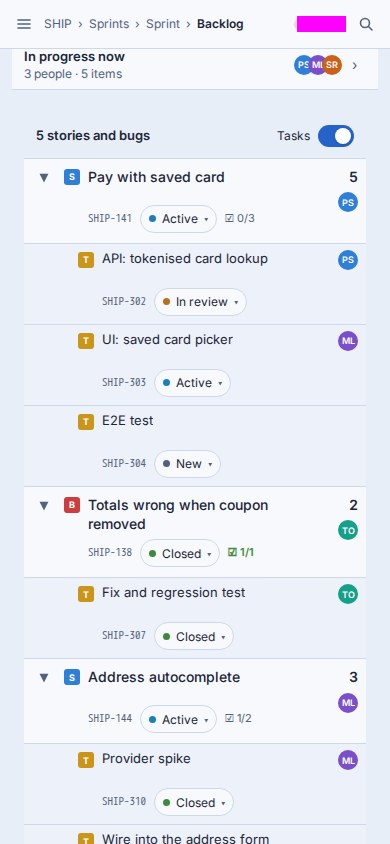 SHIP › Sprints › Sprint › Backlog
In progress now
3 people · 5 items
PS ML SR ›
5 stories and bugs
Tasks
S Pay with saved card 5
PS
SHIP-141 Active 0/3
T API: tokenised card lookup PS
SHIP-302 In review
T UI: saved card picker ML
SHIP-303 Active
T E2E test
SHIP-304 New
B Totals wrong when coupon 2
removed TO
SHIP-138 Closed 1/1
T Fix and regression test TO
SHIP-307 Closed
S Address autocomplete 3
ML
SHIP-144 Active 1/2
T Provider spike ML
SHIP-310 Closed
T Wire into the address form